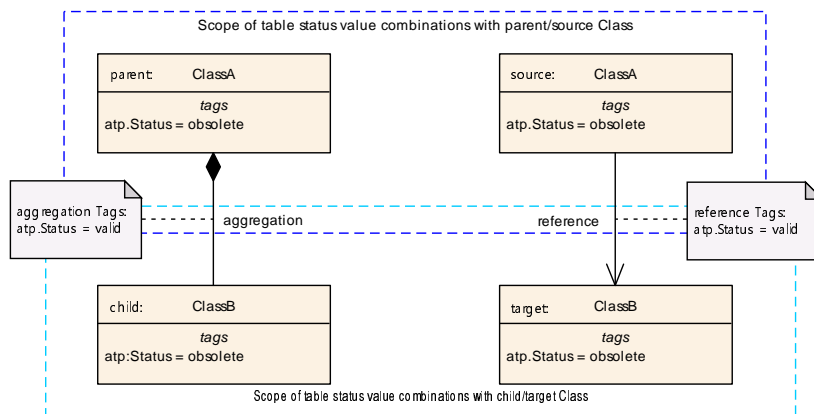 Scope of table status value combinations with parent/source Class
parent: ClassA
tags
atp.Status = obsolete
source: ClassA
tags
atp.Status = obsolete
aggregation Tags:
atp.Status = valid
aggregation
reference
reference Tags:
atp.Status = valid
child: ClassB
tags
atp:Status = obsolete
target: ClassB
tags
atp.Status = obsolete
Scope of table status value combinations with child/target Class